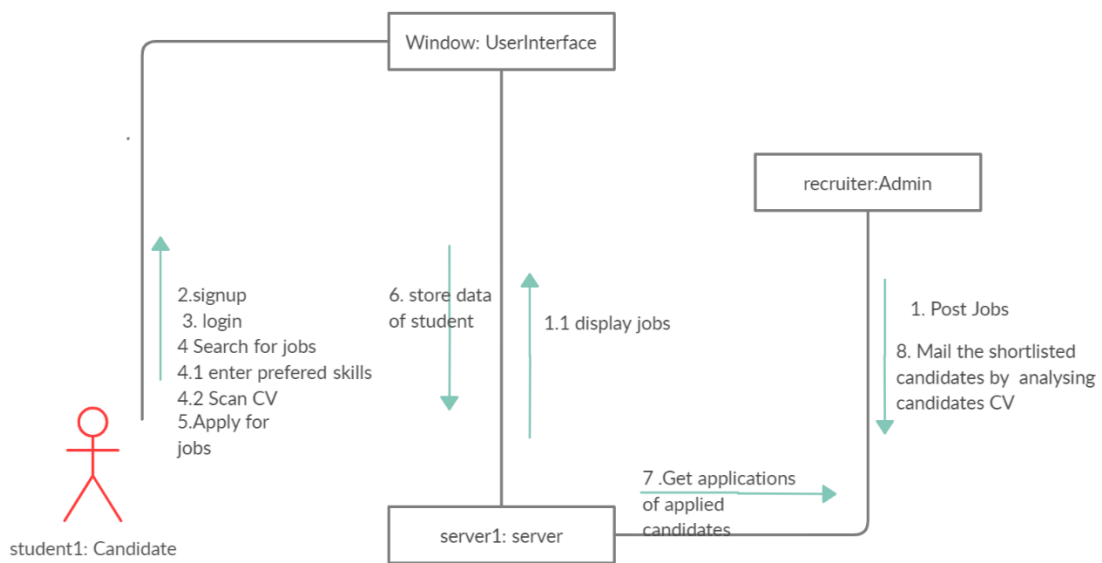 Window: UserInterface
recruiter:Admin
2.signup
3. login
4 Search for jobs
4.1 enter prefered skills
4.2 Scan CV
5.Apply for
jobs
6. store data
of student
1.1 display jobs
1. Post Jobs
8. Mail the shortlisted
candidates by analysing
candidates CV
7 .Get applications
of applied
candidates
server1: server
student1: Candidate